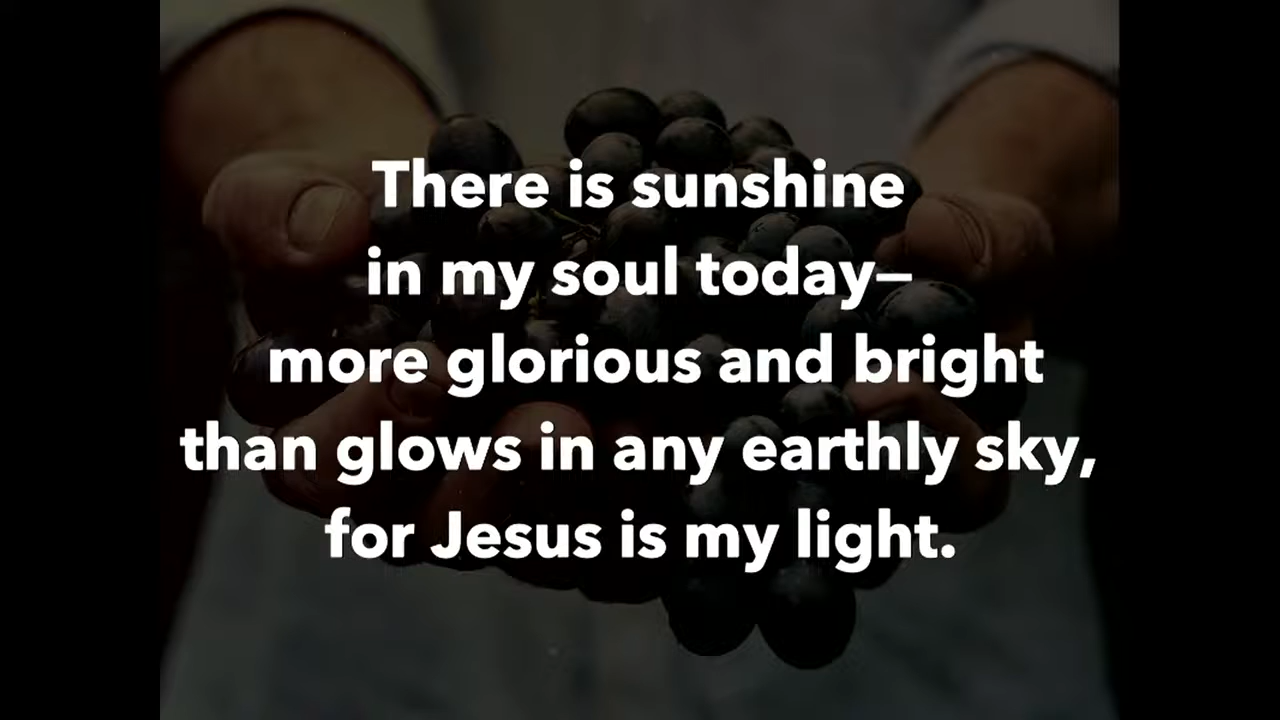 There is sunshine
in my soul today—
more glorious and bright
than glows in any earthly sky,
for Jesus is my light.